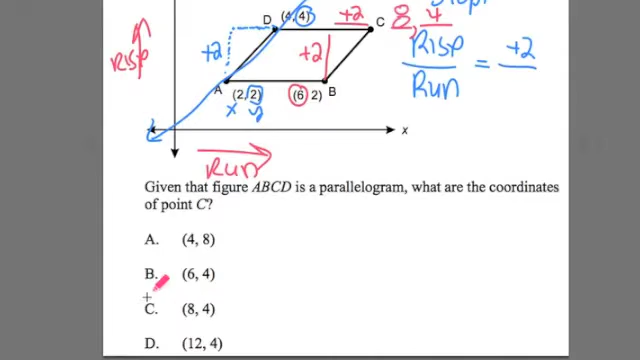 D (4, 4) +2 C 8, 4
Rise
+2 +2 Rise / Run = +2
A (2, 2) (6 2) B
x y
x
Run
Given that figure ABCD is a parallelogram, what are the coordinates
of point C?
A. (4, 8)
B. (6, 4)
C. (8, 4)
D. (12, 4)